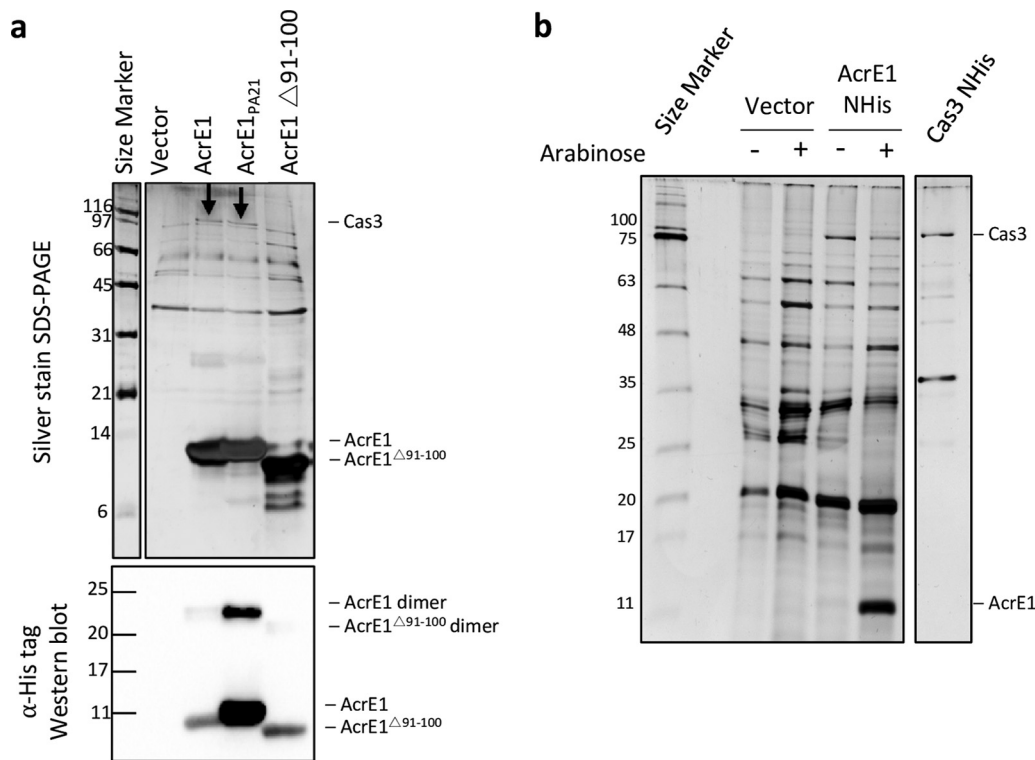 a
Size Marker
Vector
AcrE1
AcrE1PA21
AcrE1 △91-100
Silver stain SDS-PAGE
116
97
66
45
31
21
14
6
– Cas3
– AcrE1
– AcrE1△91-100
α-His tag
Western blot
25
20
17
11
– AcrE1 dimer
– AcrE1△91-100 dimer
– AcrE1
– AcrE1△91-100
b
Size Marker
Vector
AcrE1
NHis
Cas3 NHis
Arabinose - + - +
100
75
63
48
35
25
20
17
11
– Cas3
– AcrE1